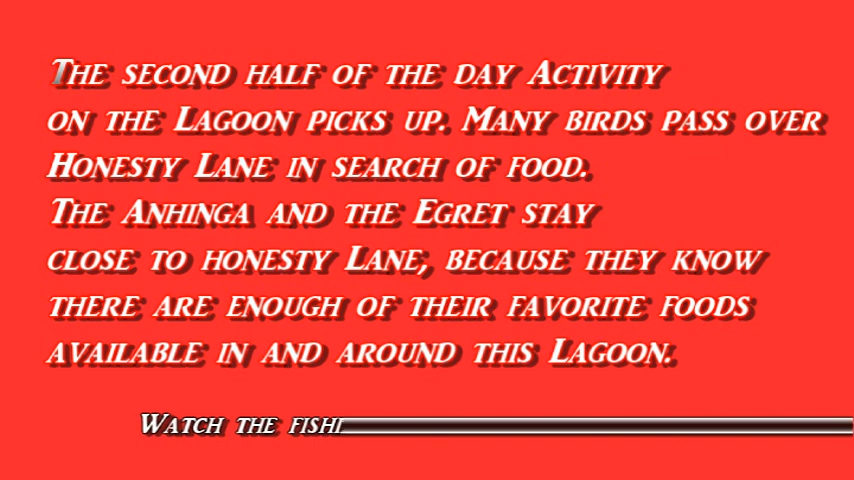 The second half of the day Activity
on the Lagoon picks up. Many birds pass over
Honesty Lane in search of food.
The Anhinga and the Egret stay
close to honesty Lane, because they know
there are enough of their favorite foods
available in and around this Lagoon.
Watch the